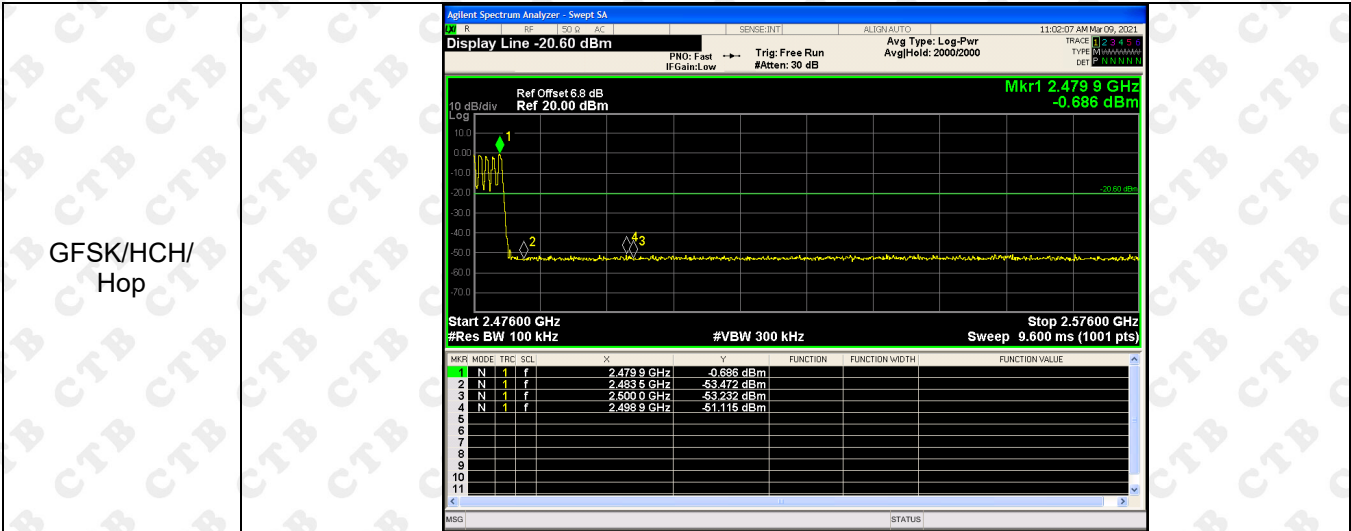 GFSK/HCH/
Hop
Agilent Spectrum Analyzer - Swept SA
R RF 50 Ω AC SENSE:INT ALIGN AUTO 11:02:07 AM Mar 09, 2021
Display Line -20.60 dBm
PNO: Fast
IFGain:Low
Trig: Free Run
#Atten: 30 dB
Avg Type: Log-Pwr
Avg|Hold: 2000/2000
TRACE 1 2 3 4 5 6
TYPE M
DET P N N N N N
Mkr1 2.479 9 GHz
-0.686 dBm
Ref Offset 6.8 dB
10 dB/div Ref 20.00 dBm
Log
10.0
0.00
-10.0
-20.0
-30.0
-40.0
-50.0
-60.0
-70.0
1
2
4
3
-20.60 dBm
Start 2.47600 GHz Stop 2.57600 GHz
#Res BW 100 kHz #VBW 300 kHz Sweep 9.600 ms (1001 pts)
MKR MODE TRC SCL X Y FUNCTION FUNCTION WIDTH FUNCTION VALUE
1 N 1 f 2.479 9 GHz -0.686 dBm
2 N 1 f 2.483 5 GHz -53.472 dBm
3 N 1 f 2.500 0 GHz -53.232 dBm
4 N 1 f 2.498 9 GHz -51.115 dBm
5
6
7
8
9
10
11
MSG STATUS
CTB